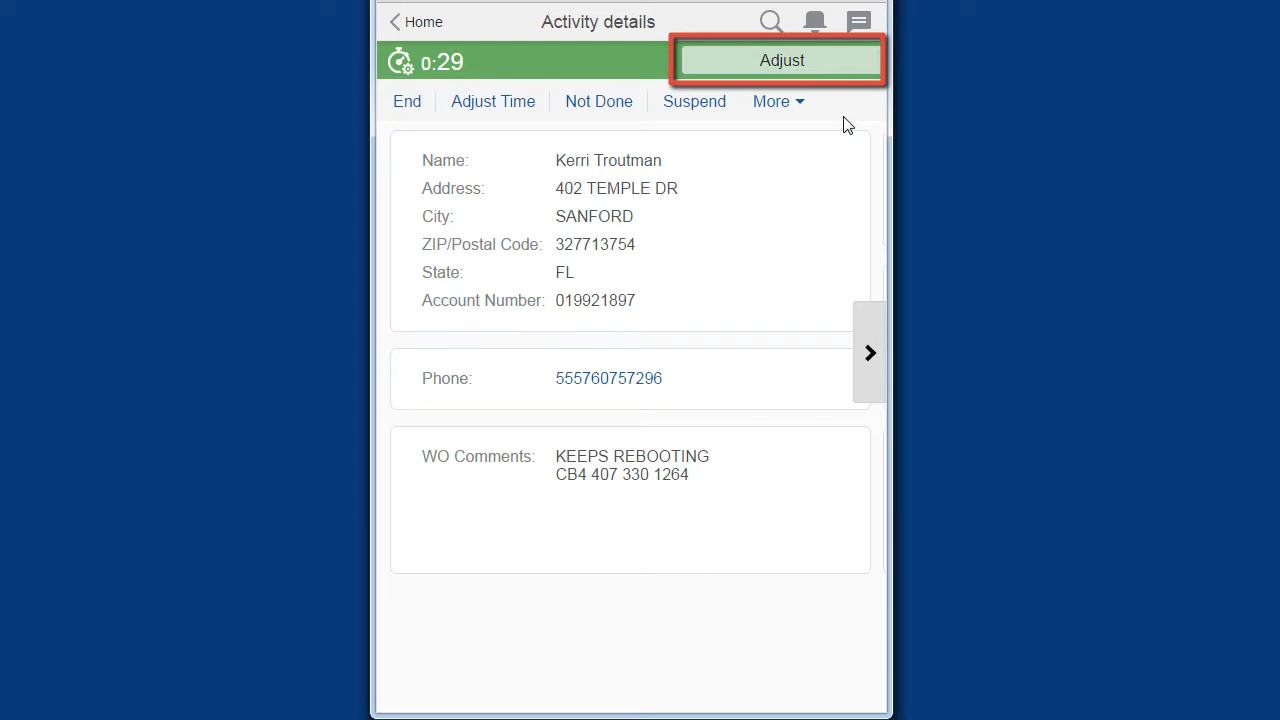 Home
Activity details
0:29
Adjust
End
Adjust Time
Not Done
Suspend
More
Name: Kerri Troutman
Address: 402 TEMPLE DR
City: SANFORD
ZIP/Postal Code: 327713754
State: FL
Account Number: 019921897
Phone: 555760757296
WO Comments: KEEPS REBOOTING
CB4 407 330 1264